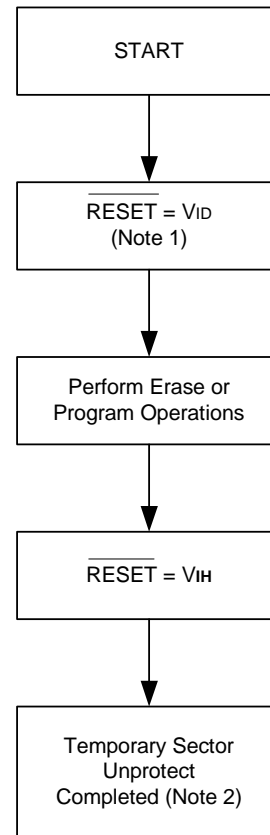 START
RESET = VID
(Note 1)
Perform Erase or
Program Operations
RESET = VIH
Temporary Sector
Unprotect
Completed (Note 2)